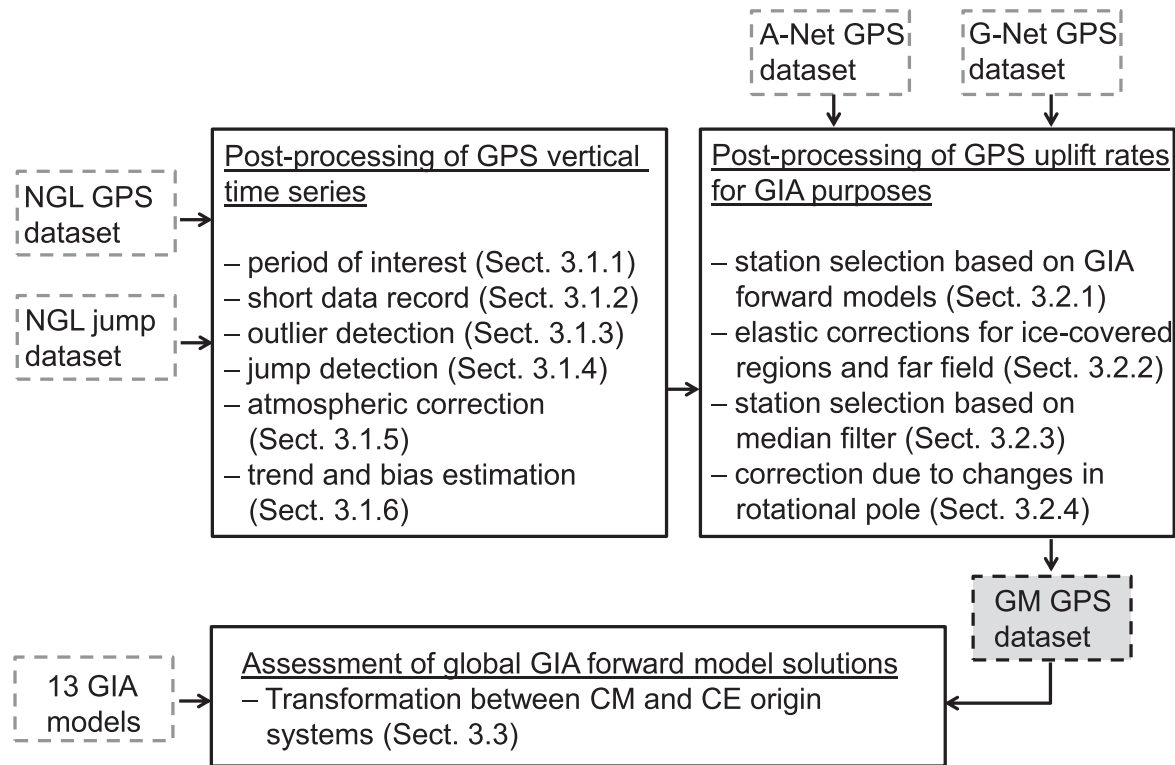 A-Net GPS
dataset
G-Net GPS
dataset
NGL GPS
dataset
NGL jump
dataset
Post-processing of GPS vertical
time series
– period of interest (Sect. 3.1.1)
– short data record (Sect. 3.1.2)
– outlier detection (Sect. 3.1.3)
– jump detection (Sect. 3.1.4)
– atmospheric correction
(Sect. 3.1.5)
– trend and bias estimation
(Sect. 3.1.6)
Post-processing of GPS uplift rates
for GIA purposes
– station selection based on GIA
forward models (Sect. 3.2.1)
– elastic corrections for ice-covered
regions and far field (Sect. 3.2.2)
– station selection based on
median filter (Sect. 3.2.3)
– correction due to changes in
rotational pole (Sect. 3.2.4)
GM GPS
dataset
13 GIA
models
Assessment of global GIA forward model solutions
– Transformation between CM and CE origin
systems (Sect. 3.3)